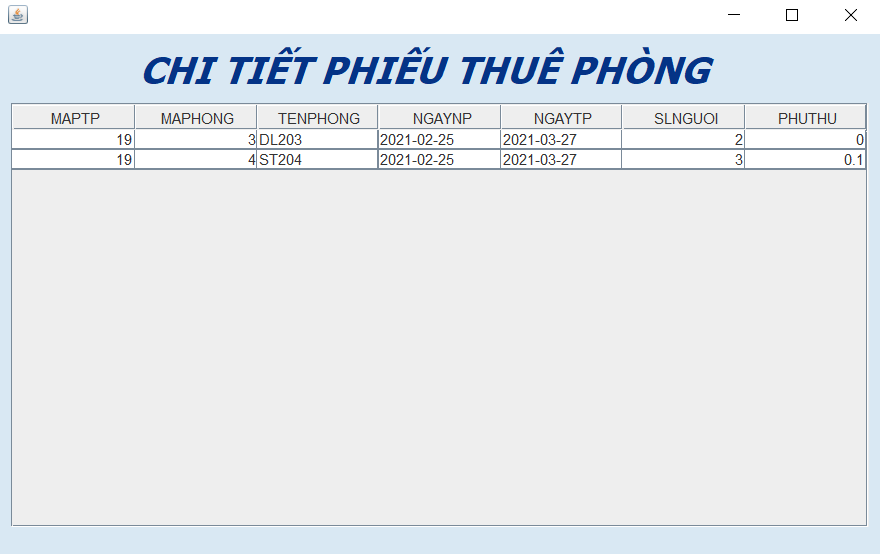 CHI TIẾT PHIẾU THUÊ PHÒNG
MAPTP MAPHONG TENPHONG NGAYNP NGAYTP SLNGUOI PHUTHU
19 3 DL203 2021-02-25 2021-03-27 2 0
19 4 ST204 2021-02-25 2021-03-27 3 0.1